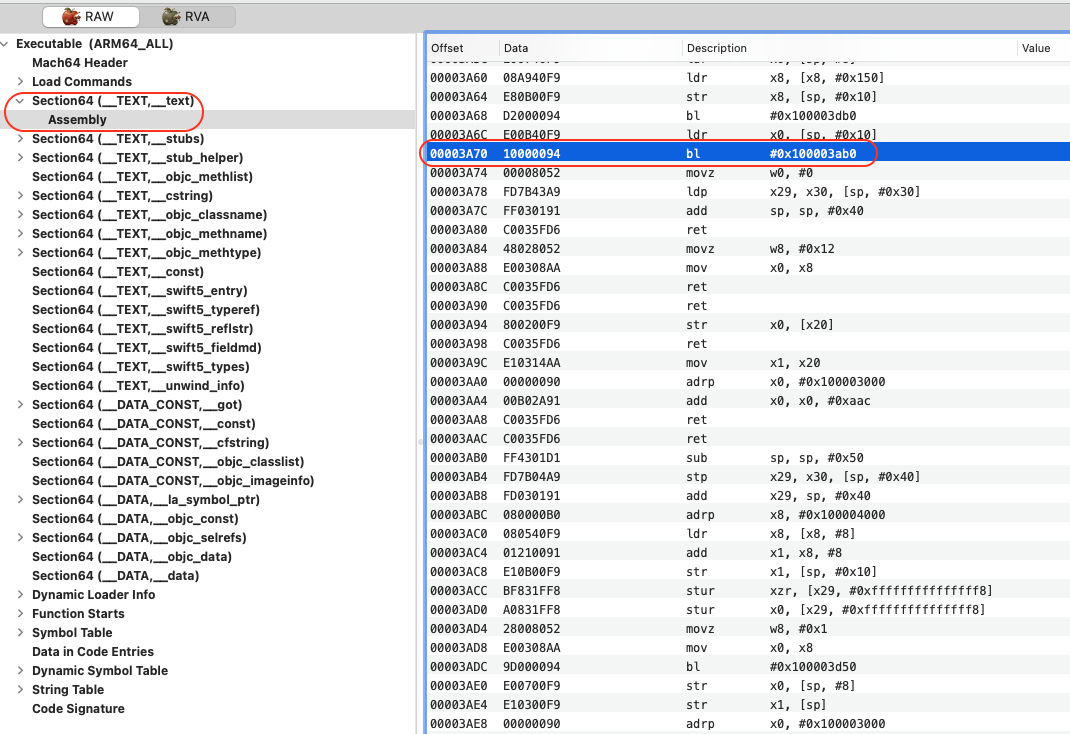 RAW RVA
Executable (ARM64_ALL)
Mach64 Header
Load Commands
Section64 (__TEXT,__text)
Assembly
Section64 (__TEXT,__stubs)
Section64 (__TEXT,__stub_helper)
Section64 (__TEXT,__objc_methlist)
Section64 (__TEXT,__cstring)
Section64 (__TEXT,__objc_classname)
Section64 (__TEXT,__objc_methname)
Section64 (__TEXT,__objc_methtype)
Section64 (__TEXT,__const)
Section64 (__TEXT,__swift5_entry)
Section64 (__TEXT,__swift5_typeref)
Section64 (__TEXT,__swift5_reflstr)
Section64 (__TEXT,__swift5_fieldmd)
Section64 (__TEXT,__swift5_types)
Section64 (__TEXT,__unwind_info)
Section64 (__DATA_CONST,__got)
Section64 (__DATA_CONST,__const)
Section64 (__DATA_CONST,__cfstring)
Section64 (__DATA_CONST,__objc_classlist)
Section64 (__DATA_CONST,__objc_imageinfo)
Section64 (__DATA,__la_symbol_ptr)
Section64 (__DATA,__objc_const)
Section64 (__DATA,__objc_selrefs)
Section64 (__DATA,__objc_data)
Section64 (__DATA,__data)
Dynamic Loader Info
Function Starts
Symbol Table
Data in Code Entries
Dynamic Symbol Table
String Table
Code Signature
Offset Data Description Value
00003A60 08A940F9 ldr x8, [x8, #0x150]
00003A64 E80B00F9 str x8, [sp, #0x10]
00003A68 D2000094 bl #0x100003db0
00003A6C E00B40F9 ldr x0, [sp, #0x10]
00003A70 10000094 bl #0x100003ab0
00003A74 00008052 movz w0, #0
00003A78 FD7B43A9 ldp x29, x30, [sp, #0x30]
00003A7C FF030191 add sp, sp, #0x40
00003A80 C0035FD6 ret
00003A84 48028052 movz w8, #0x12
00003A88 E00308AA mov x0, x8
00003A8C C0035FD6 ret
00003A90 C0035FD6 ret
00003A94 800200F9 str x0, [x20]
00003A98 C0035FD6 ret
00003A9C E10314AA mov x1, x20
00003AA0 00000090 adrp x0, #0x100003000
00003AA4 00B02A91 add x0, x0, #0xaac
00003AA8 C0035FD6 ret
00003AAC C0035FD6 ret
00003AB0 FF4301D1 sub sp, sp, #0x50
00003AB4 FD7B04A9 stp x29, x30, [sp, #0x40]
00003AB8 FD030191 add x29, sp, #0x40
00003ABC 080000B0 adrp x8, #0x100004000
00003AC0 080540F9 ldr x8, [x8, #8]
00003AC4 01210091 add x1, x8, #8
00003AC8 E10B00F9 str x1, [sp, #0x10]
00003ACC BF831FF8 stur xzr, [x29, #0xfffffffffffffff8]
00003AD0 A0831FF8 stur x0, [x29, #0xfffffffffffffff8]
00003AD4 28008052 movz w8, #0x1
00003AD8 E00308AA mov x0, x8
00003ADC 9D000094 bl #0x100003d50
00003AE0 E00700F9 str x0, [sp, #8]
00003AE4 E10300F9 str x1, [sp]
00003AE8 00000090 adrp x0, #0x100003000